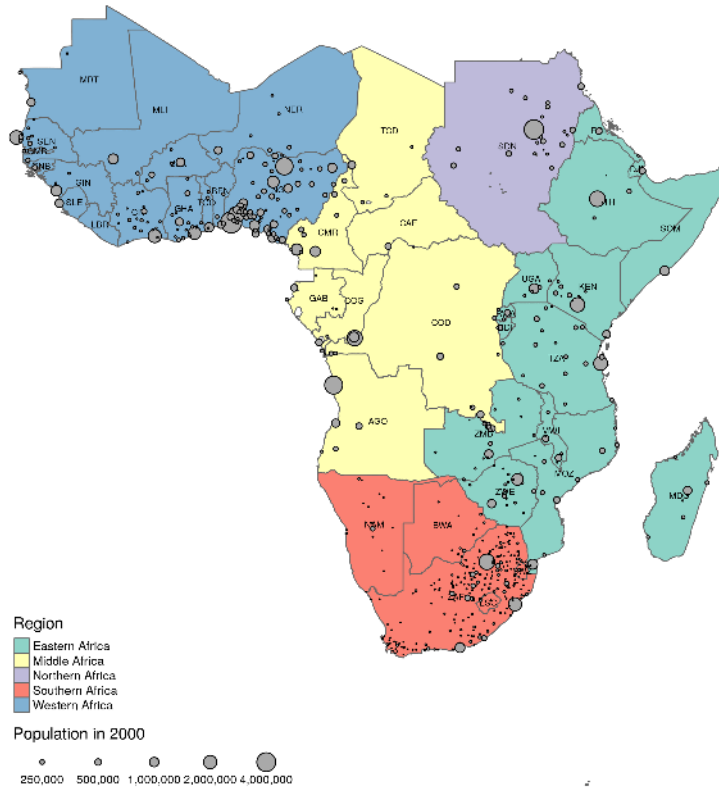 MRT
MLI
NER
TCD
SDN
SEN
GIN
SLE
LBR
GHA
TGO
CMR
CAF
SOM
GAB
COG
COD
UGA
KEN
TZA
AGO
ZMB
MWI
MOZ
ZWE
MDG
NAM
BWA
Region
Eastern Africa
Middle Africa
Northern Africa
Southern Africa
Western Africa
Population in 2000
250,000 500,000 1,000,000 2,000,000 4,000,000